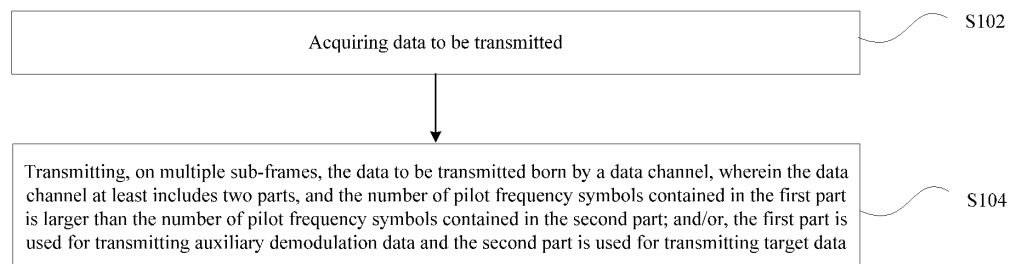 Acquiring data to be transmitted
S102
Transmitting, on multiple sub-frames, the data to be transmitted born by a data channel, wherein the data
channel at least includes two parts, and the number of pilot frequency symbols contained in the first part
is larger than the number of pilot frequency symbols contained in the second part; and/or, the first part is
used for transmitting auxiliary demodulation data and the second part is used for transmitting target data
S104